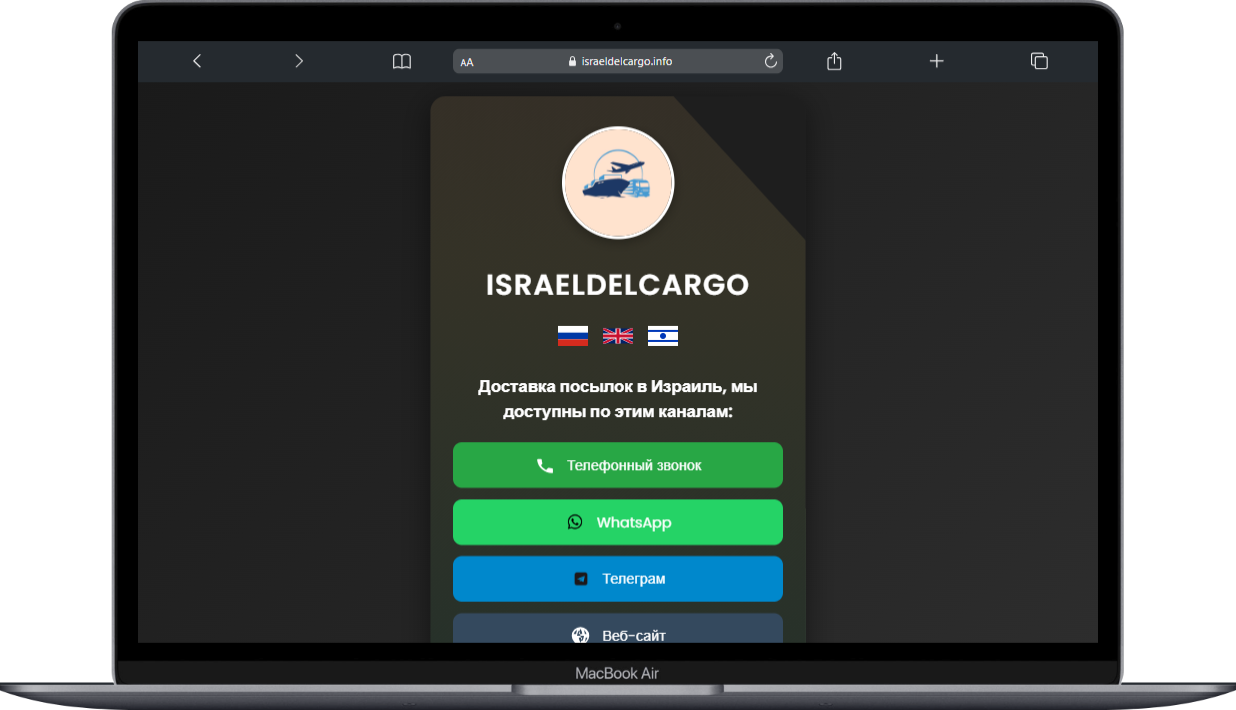 AA
israeldelcargo.info
ISRAELDELCARGO
Доставка посылок в Израиль, мы
доступны по этим каналам:
Телефонный звонок
WhatsApp
Телеграм
Веб-сайт
MacBook Air